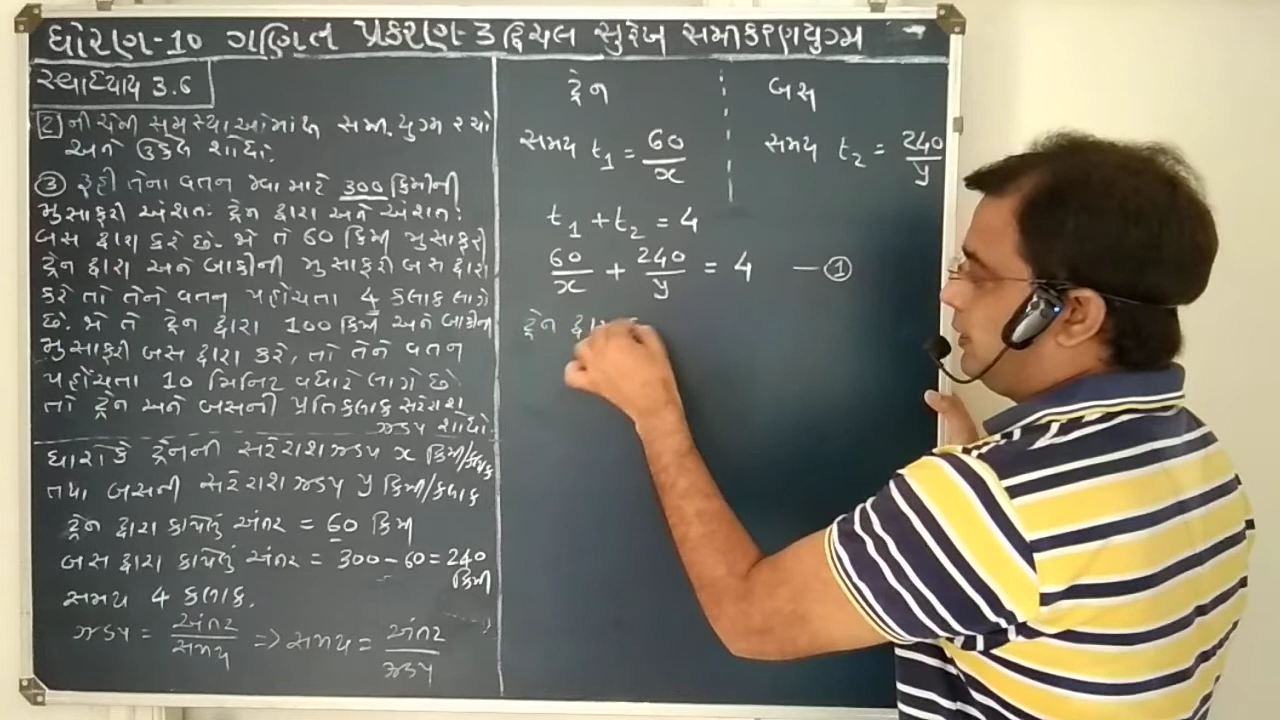 ધોરણ-10 ગણિત પ્રકરણ-3 દ્વિચલ સુરેખ સમીકરણયુગ્મ
સ્વાધ્યાય 3.6
2 નીચેની સમસ્યાઓમાંથી સમી. યુગ્મ રચો
અને ઉકેલ શોધો.
③ રૂહી તેના વતન જવા માટે 300 કિમીની
મુસાફરી અંશતઃ ટ્રેન દ્વારા અને અંશતઃ
બસ દ્વારા કરે છે. જો તે 60 કિમી મુસાફરી
ટ્રેન દ્વારા અને બાકીની મુસાફરી બસ દ્વારા
કરે તો તેને વતન પહોંચતા 4 કલાક લાગે
છે. જો તે ટ્રેન દ્વારા 100 કિમી અને બાકીની
મુસાફરી બસ દ્વારા કરે, તો તેને વતન
પહોંચતા 10 મિનિટ વધારે લાગે છે
તો ટ્રેન અને બસની પ્રતિકલાક સરેરાશ
ઝડપ શોધો.
ધારોકે ટ્રેનની સરેરાશ ઝડપ x કિમી/કલાક
તથા બસની સરેરાશ ઝડપ y કિમી/કલાક
ટ્રેન દ્વારા કાપેલું અંતર = 60 કિમી
બસ દ્વારા કાપેલું અંતર = 300 - 60 = 240
કિમી
સમય 4 કલાક.
ઝડપ = અંતર/સમય => સમય = અંતર/ઝડપ
ટ્રેન
સમય t₁ = 60/x
બસ
સમય t₂ = 240/y
t₁ + t₂ = 4
60/x + 240/y = 4 — ①
ટ્રેન